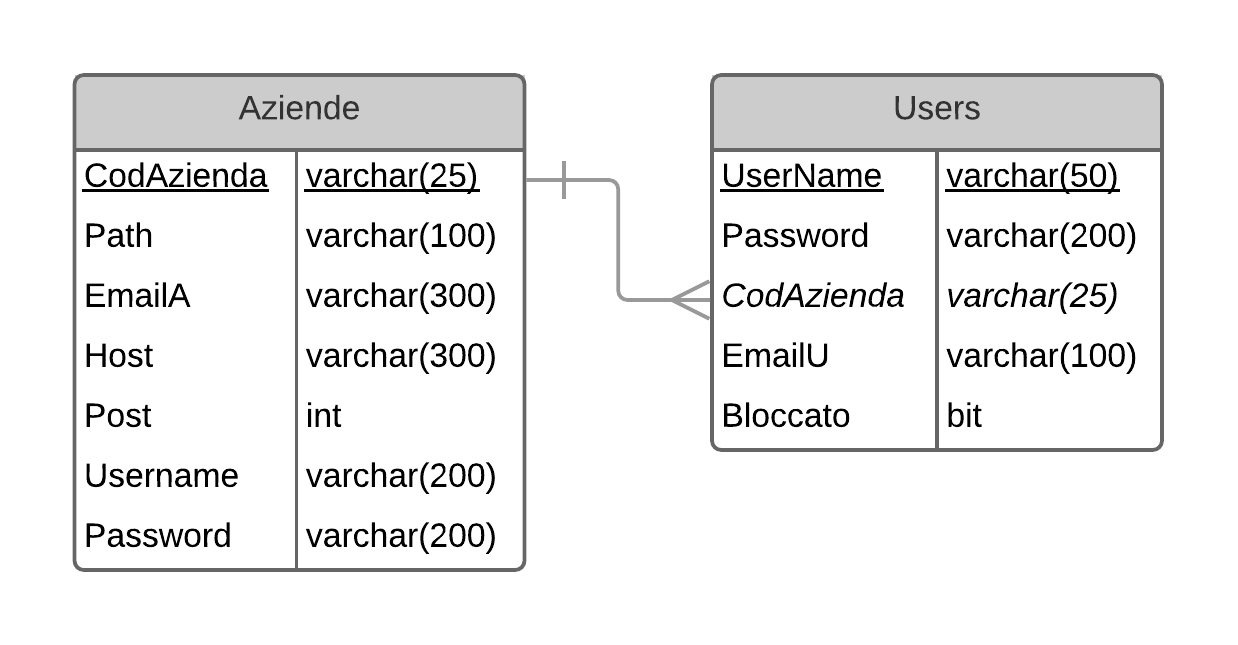 Aziende
CodAzienda varchar(25)
Path varchar(100)
EmailA varchar(300)
Host varchar(300)
Post int
Username varchar(200)
Password varchar(200)
Users
UserName varchar(50)
Password varchar(200)
CodAzienda varchar(25)
EmailU varchar(100)
Bloccato bit